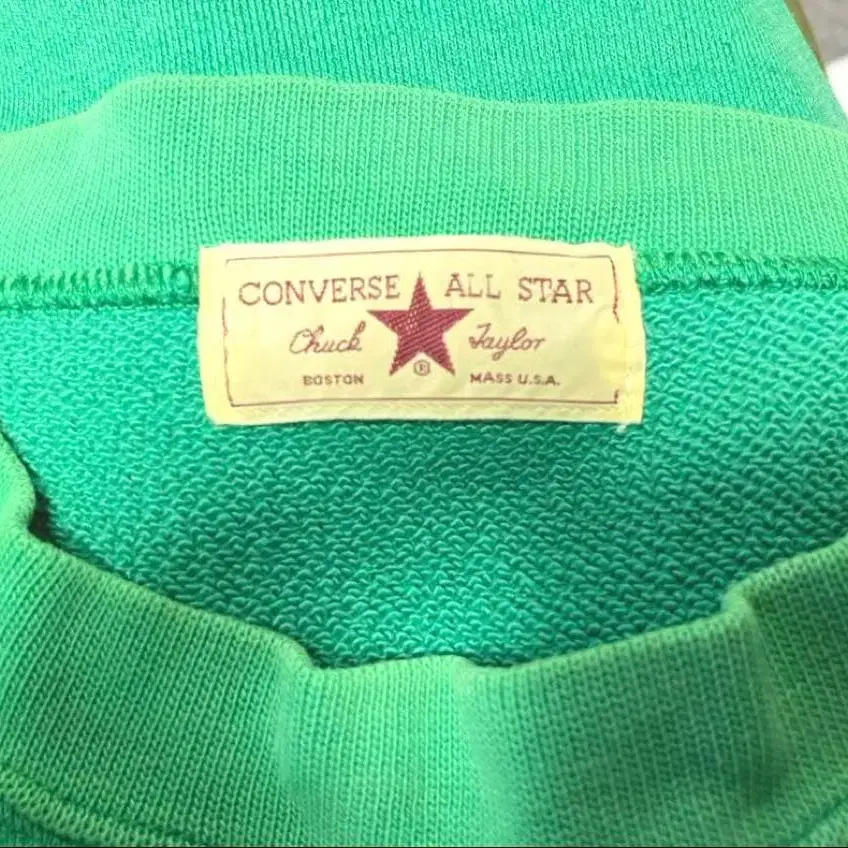 CONVERSE ALL STAR
Chuck Taylor
®
BOSTON MASS U.S.A.